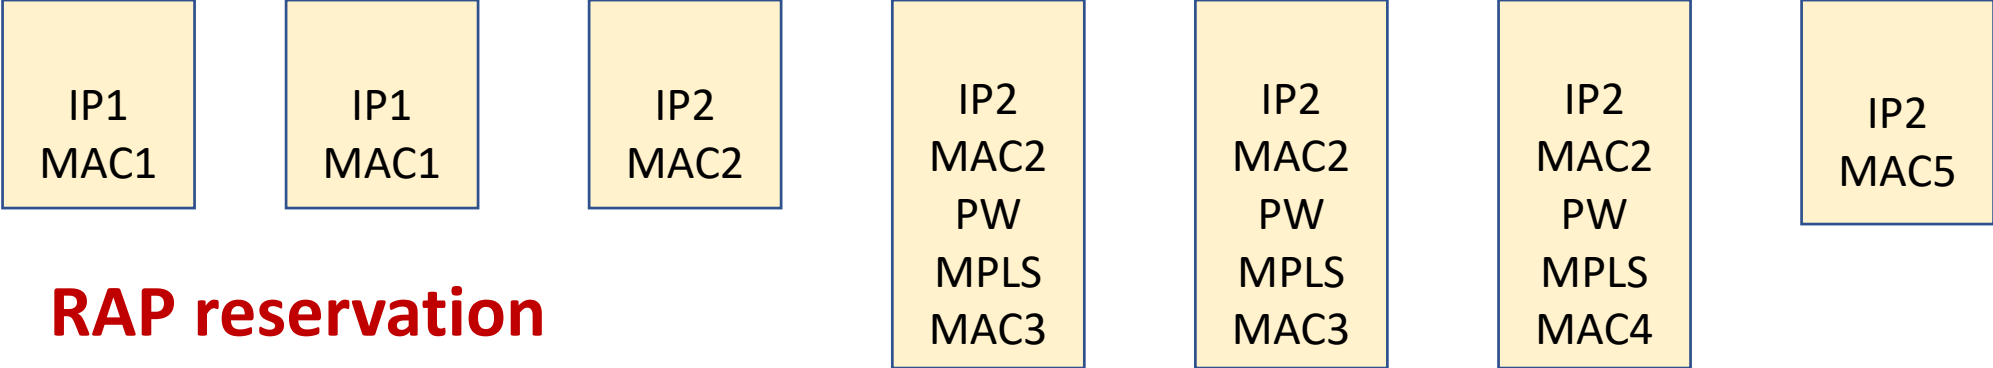 IP1
MAC1
IP1
MAC1
IP2
MAC2
IP2
MAC2
PW
MPLS
MAC3
IP2
MAC2
PW
MPLS
MAC3
IP2
MAC2
PW
MPLS
MAC4
IP2
MAC5
RAP reservation